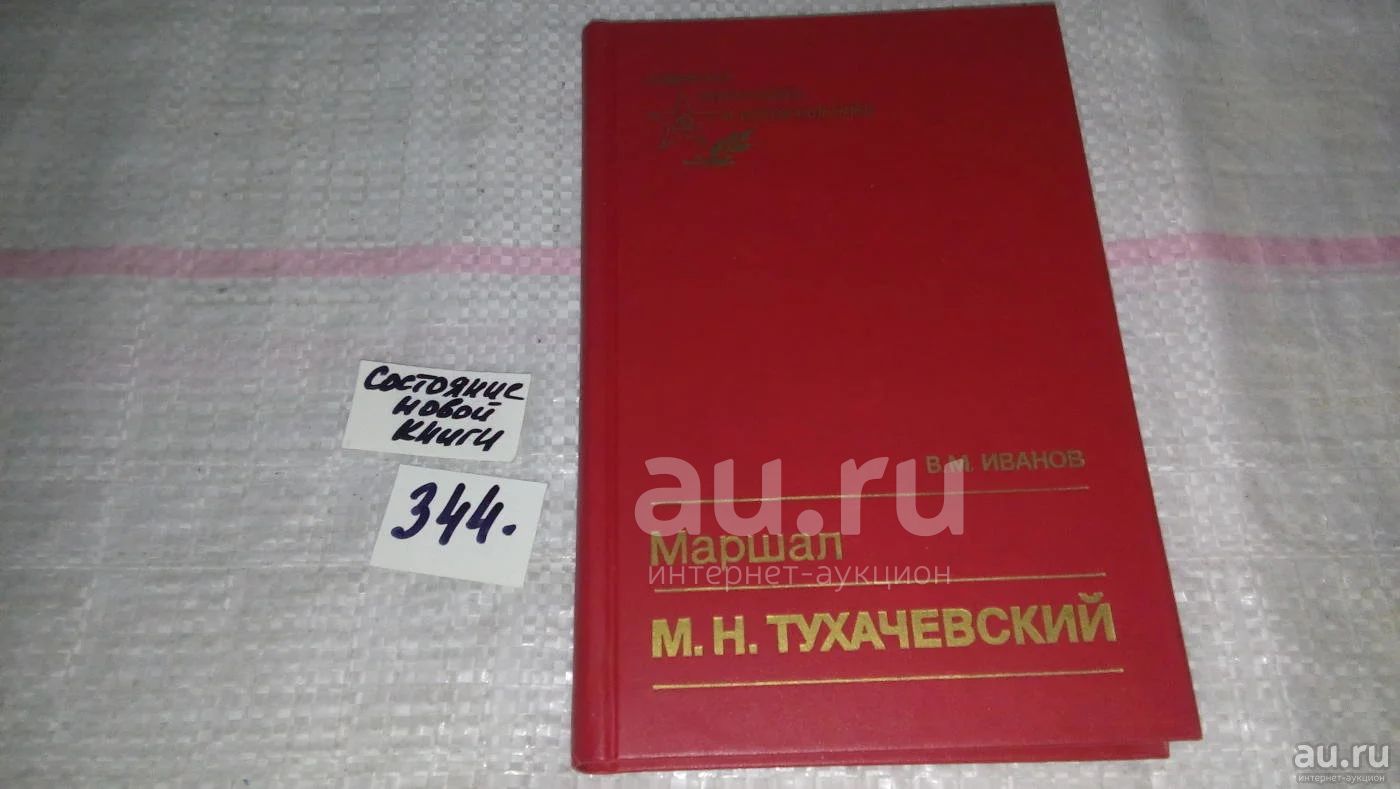 Состояние
новой
книги
344.
В.М. ИВАНОВ
Маршал
М. Н. ТУХАЧЕВСКИЙ
au.ru
интернет-аукцион
au.ru
интернет-аукцион